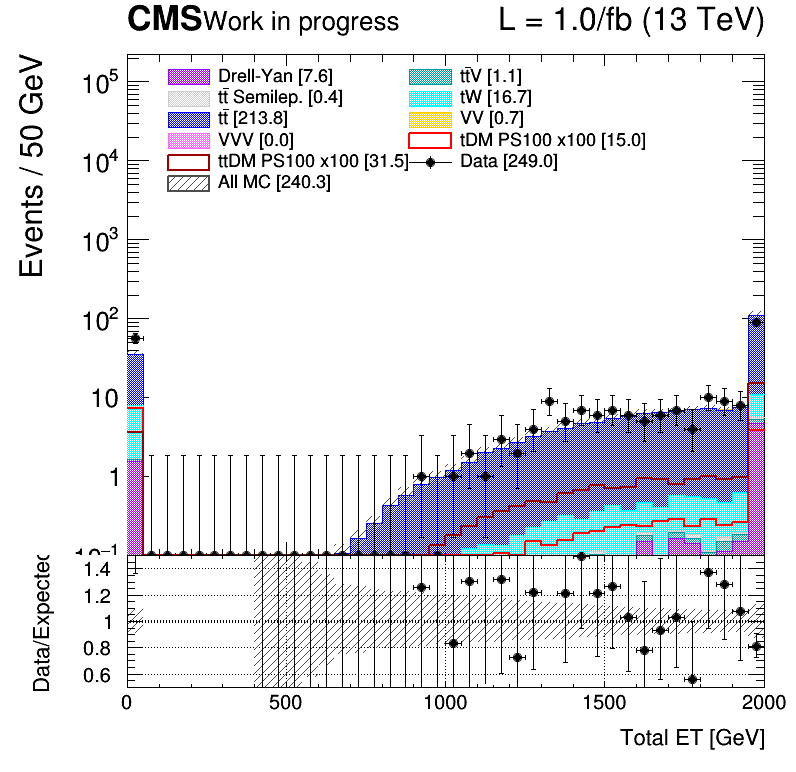 CMS Work in progress L = 1.0/fb (13 TeV)
Events / 50 GeV
10⁵
10⁴
10³
10²
10
1
10⁻¹
Drell-Yan [7.6]
tt̄ Semilep. [0.4]
tt̄ [213.8]
VVV [0.0]
ttDM PS100 x100 [31.5]
All MC [240.3]
tt̄V [1.1]
tW [16.7]
VV [0.7]
tDM PS100 x100 [15.0]
Data [249.0]
Data/Expected
1.4
1.2
1
0.8
0.6
0 500 1000 1500 2000
Total ET [GeV]